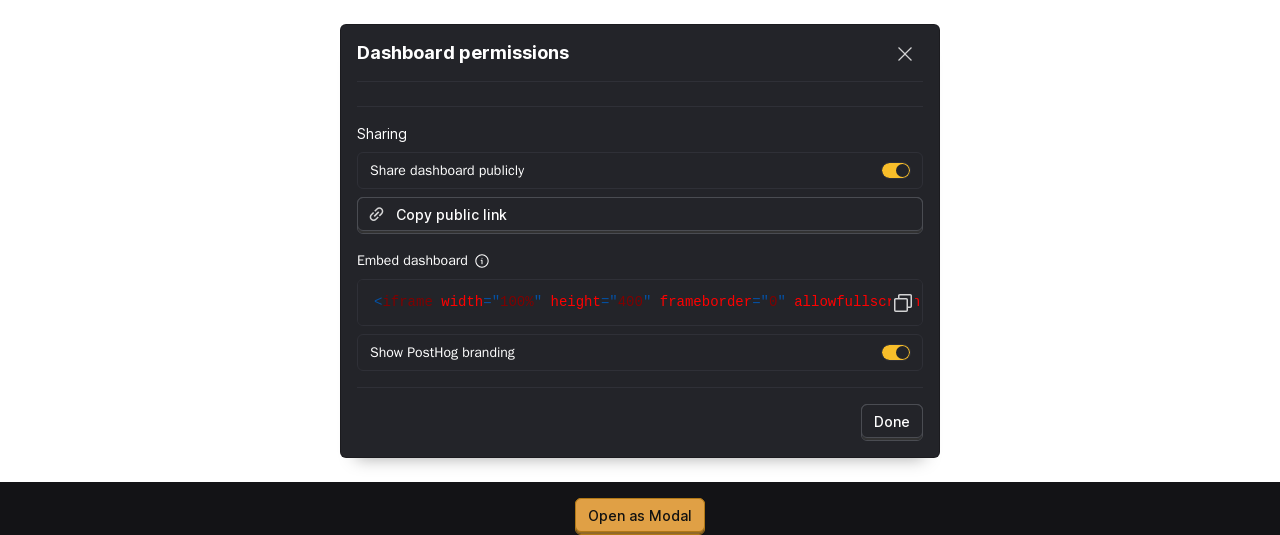 Dashboard permissions
Sharing
Share dashboard publicly
Copy public link
Embed dashboard
<iframe width="100%" height="400" frameborder="0" allowfullscreen
Show PostHog branding
Done
Open as Modal